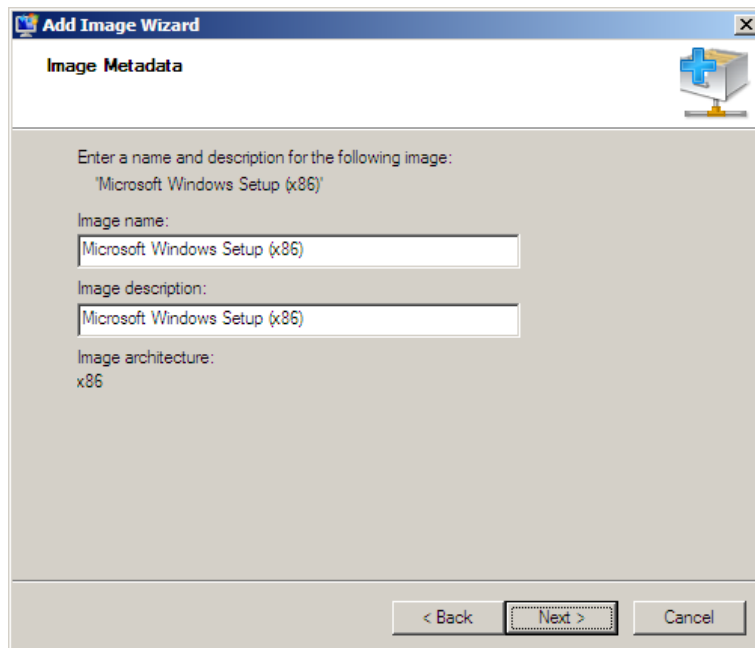 Add Image Wizard
Image Metadata
Enter a name and description for the following image:
'Microsoft Windows Setup (x86)'
Image name:
Microsoft Windows Setup (x86)
Image description:
Microsoft Windows Setup (x86)
Image architecture:
x86
< Back Next > Cancel